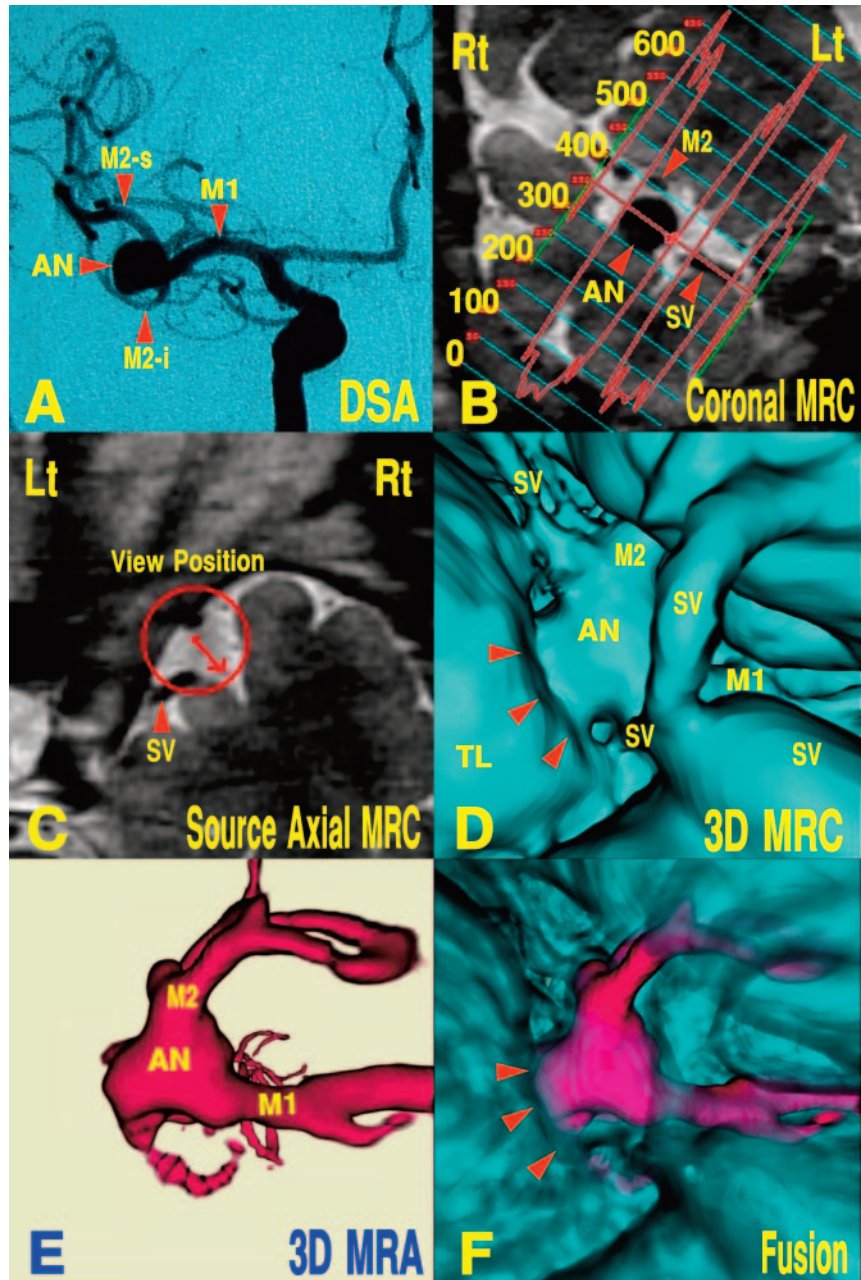 M2-s
M1
AN
M2-i
A
DSA
Rt
Lt
600
500
400
300
200
100
0
M2
AN
SV
B
Coronal MRC
Lt
Rt
View Position
SV
C
Source Axial MRC
SV
M2
SV
AN
M1
SV
TL
SV
D
3D MRC
M2
AN
M1
E
3D MRA
F
Fusion